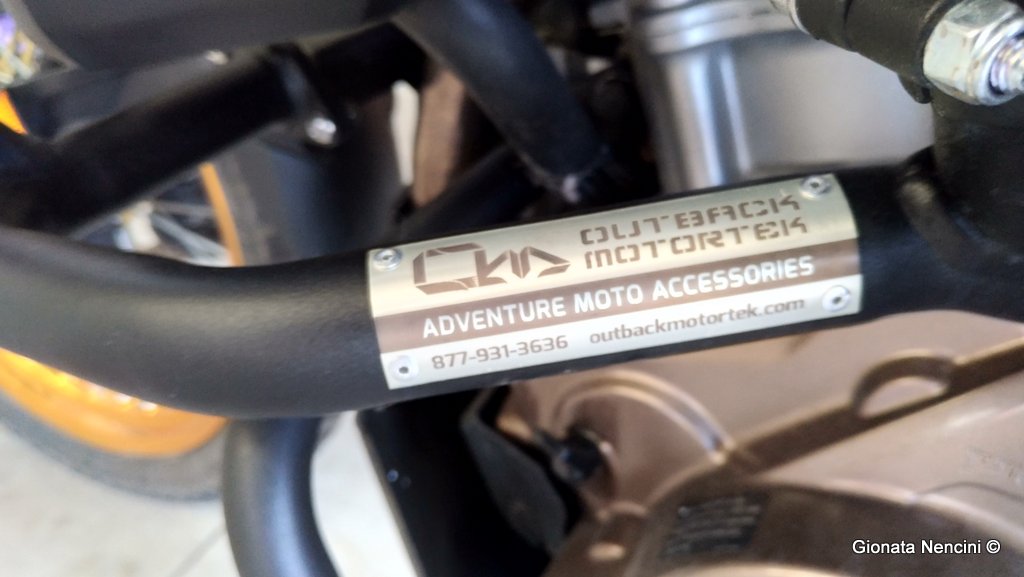 OUTBACK
MOTORTEK
ADVENTURE MOTO ACCESSORIES
877-931-3636 outbackmotortek.com
Gionata Nencini ©